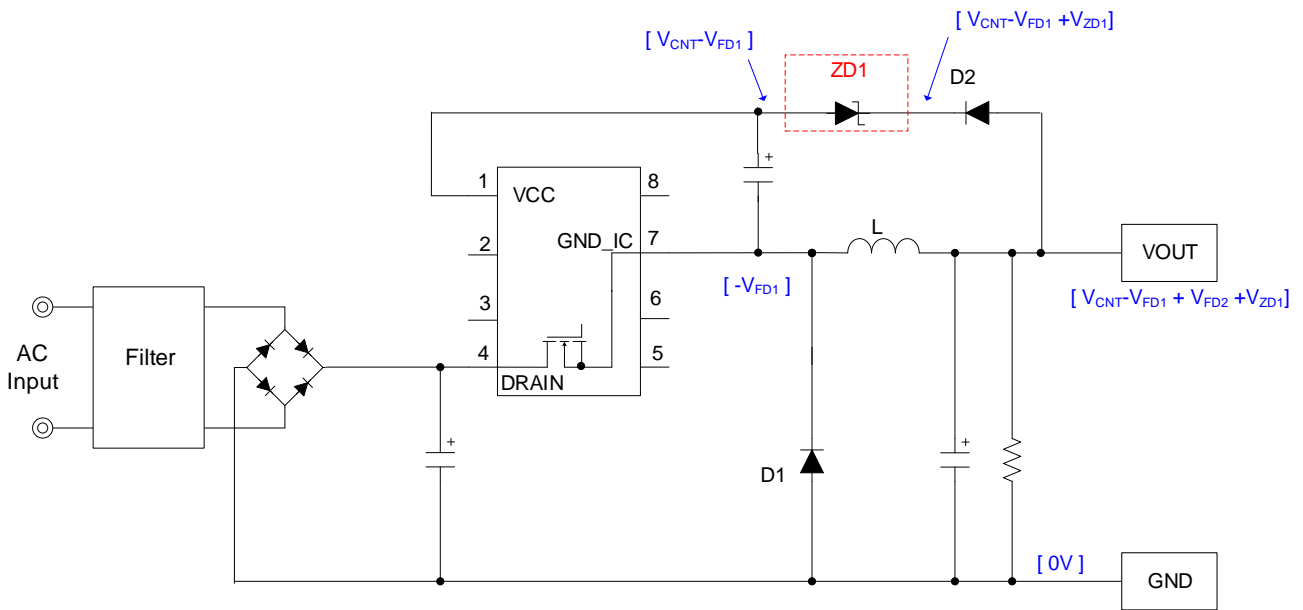 [ VCNT-VFD1 +VZD1]
[ VCNT-VFD1 ]
ZD1
D2
+
1
VCC
8
2
GND_IC
7
L
VOUT
[ -VFD1 ]
[ VCNT-VFD1 + VFD2 +VZD1]
3
6
AC
Input
Filter
4
5
DRAIN
+
D1
+
[ 0V ]
GND